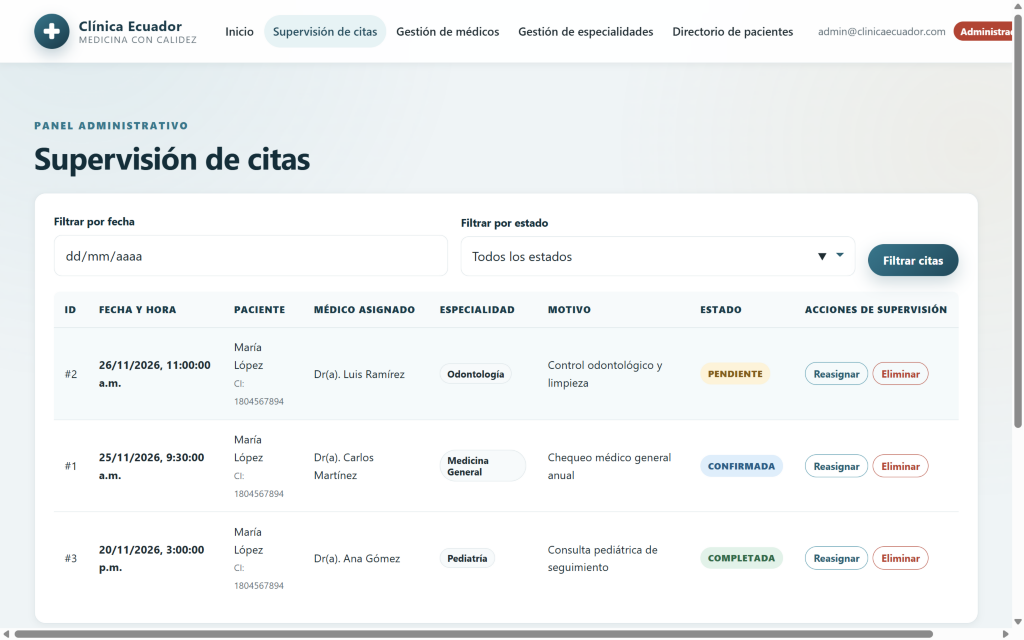 Clínica Ecuador
MEDICINA CON CALIDEZ
Inicio
Supervisión de citas
Gestión de médicos
Gestión de especialidades
Directorio de pacientes
admin@clinicaecuador.com
Administrac
PANEL ADMINISTRATIVO
Supervisión de citas
Filtrar por fecha
dd/mm/aaaa
Filtrar por estado
Todos los estados
Filtrar citas
ID
FECHA Y HORA
PACIENTE
MÉDICO ASIGNADO
ESPECIALIDAD
MOTIVO
ESTADO
ACCIONES DE SUPERVISIÓN
#2
26/11/2026, 11:00:00
a.m.
María
López
CI:
1804567894
Dr(a). Luis Ramírez
Odontología
Control odontológico y
limpieza
PENDIENTE
Reasignar
Eliminar
#1
25/11/2026, 9:30:00
a.m.
María
López
CI:
1804567894
Dr(a). Carlos
Martínez
Medicina
General
Chequeo médico general
anual
CONFIRMADA
Reasignar
Eliminar
#3
20/11/2026, 3:00:00
p.m.
María
López
CI:
1804567894
Dr(a). Ana Gómez
Pediatría
Consulta pediátrica de
seguimiento
COMPLETADA
Reasignar
Eliminar